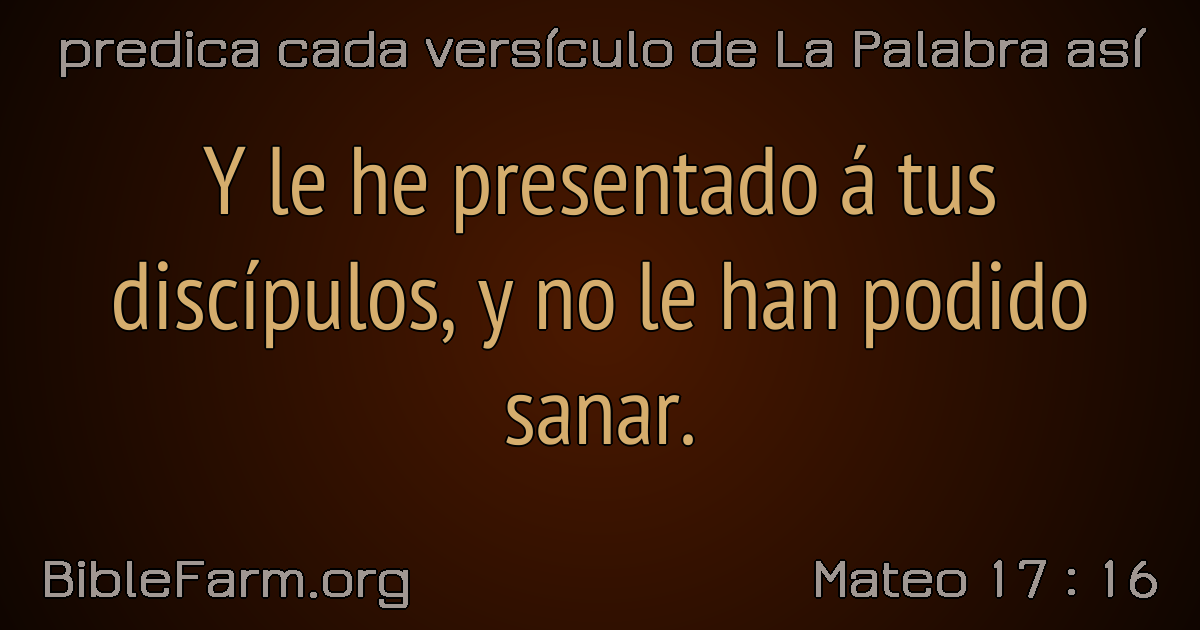 predica cada versículo de La Palabra así
Y le he presentado á tus
discípulos, y no le han podido
sanar.
BibleFarm.org
Mateo 17 : 16